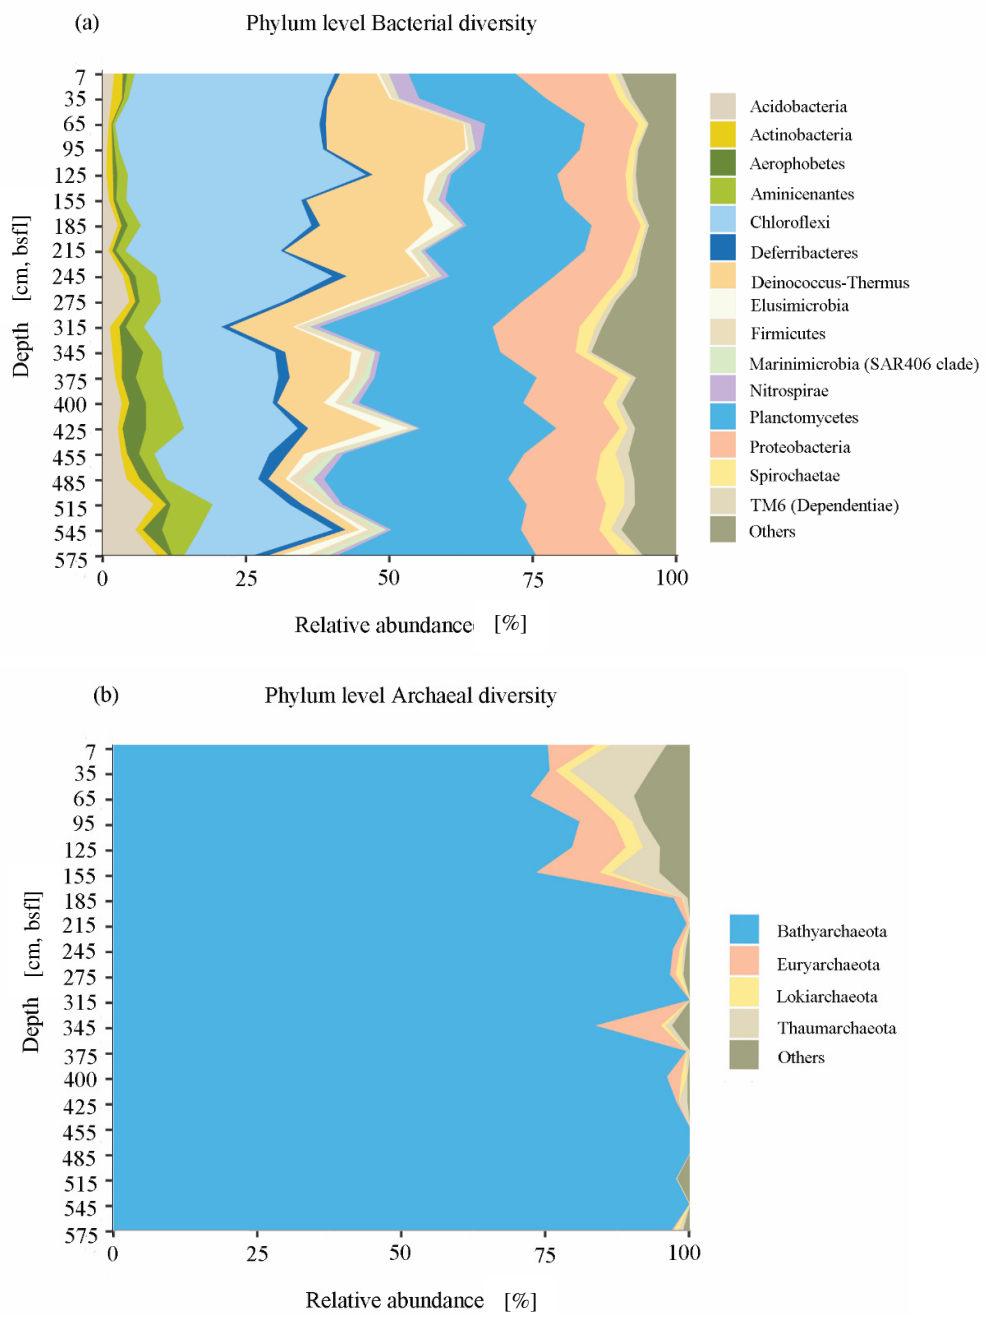 (a) Phylum level Bacterial diversity
7
35
65
95
125
155
185
215
245
275
315
345
375
400
425
455
485
515
545
575
Depth [cm, bsfl]
0 25 50 75 100
Relative abundance [%]
Acidobacteria
Actinobacteria
Aerophobetes
Aminicenantes
Chloroflexi
Deferribacteres
Deinococcus-Thermus
Elusimicrobia
Firmicutes
Marinimicrobia (SAR406 clade)
Nitrospirae
Planctomycetes
Proteobacteria
Spirochaetae
TM6 (Dependentiae)
Others
(b) Phylum level Archaeal diversity
7
35
65
95
125
155
185
215
245
275
315
345
375
400
425
455
485
515
545
575
Depth [cm, bsfl]
0 25 50 75 100
Relative abundance [%]
Bathyarchaeota
Euryarchaeota
Lokiarchaeota
Thaumarchaeota
Others